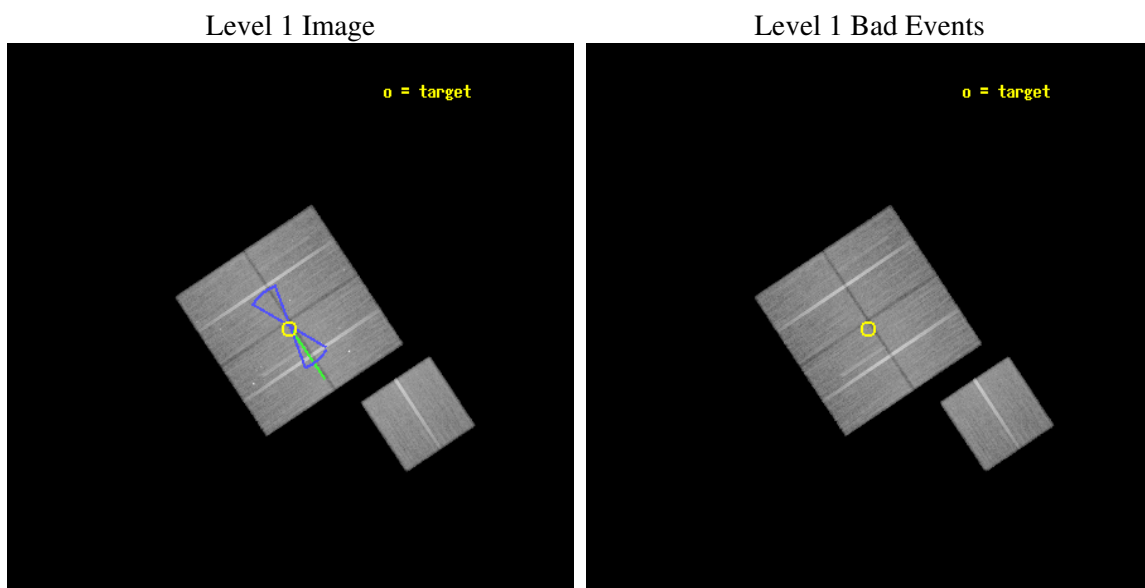 Level 1 Image
Level 1 Bad Events
o = target
o = target